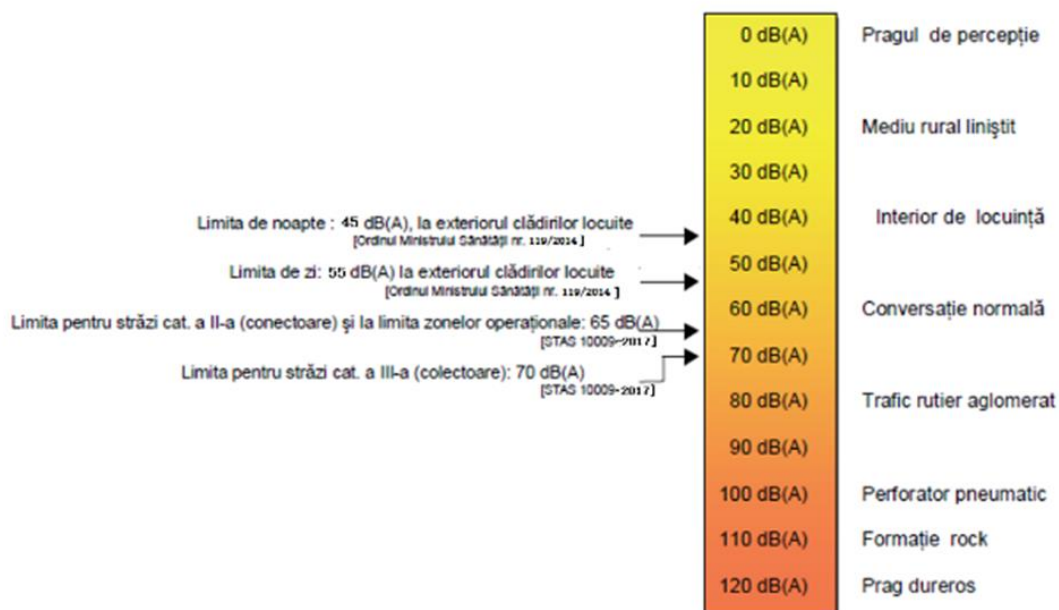 0 dB(A) Pragul de percepție
10 dB(A)
20 dB(A) Mediu rural liniștit
30 dB(A)
Limita de noapte : 45 dB(A), la exteriorul clădirilor locuite
[Ordinul Ministrului Sănătății nr. 119/2014 ]
40 dB(A) Interior de locuință
Limita de zi: 55 dB(A) la exteriorul clădirilor locuite
[Ordinul Ministrului Sănătății nr. 119/2014 ]
50 dB(A)
Limita pentru străzi cat. a II-a (conectoare) și la limita zonelor operaționale: 65 dB(A)
[STAS 10009-2017]
60 dB(A) Conversație normală
Limita pentru străzi cat. a III-a (colectoare): 70 dB(A)
[STAS 10009-2017]
70 dB(A)
80 dB(A) Trafic rutier aglomerat
90 dB(A)
100 dB(A) Perforator pneumatic
110 dB(A) Formație rock
120 dB(A) Prag dureros